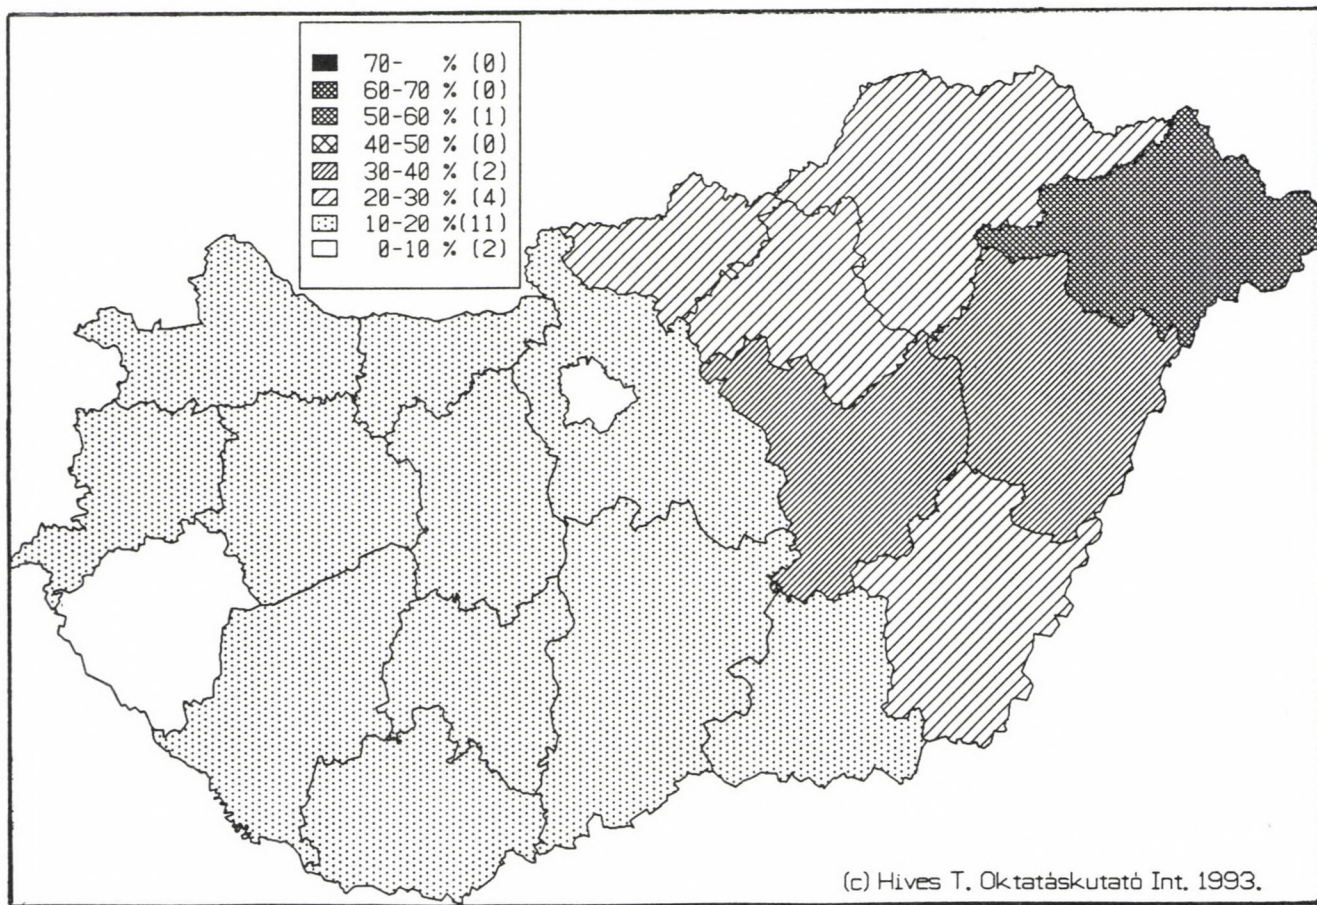 70-   % (0)
60-70 % (0)
50-60 % (1)
40-50 % (0)
30-40 % (2)
20-30 % (4)
10-20 %(11)
0-10 % (2)
(c) Híves T. Oktatáskutató Int. 1993.